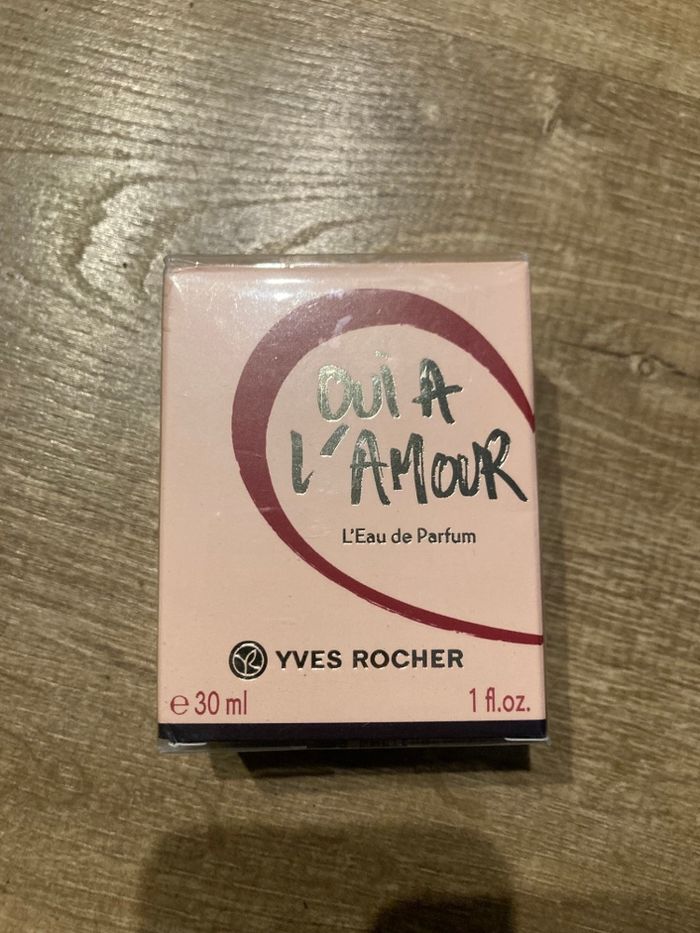 OUI A
L'AMOUR
L'Eau de Parfum
YVES ROCHER
℮ 30 ml
1 fl.oz.